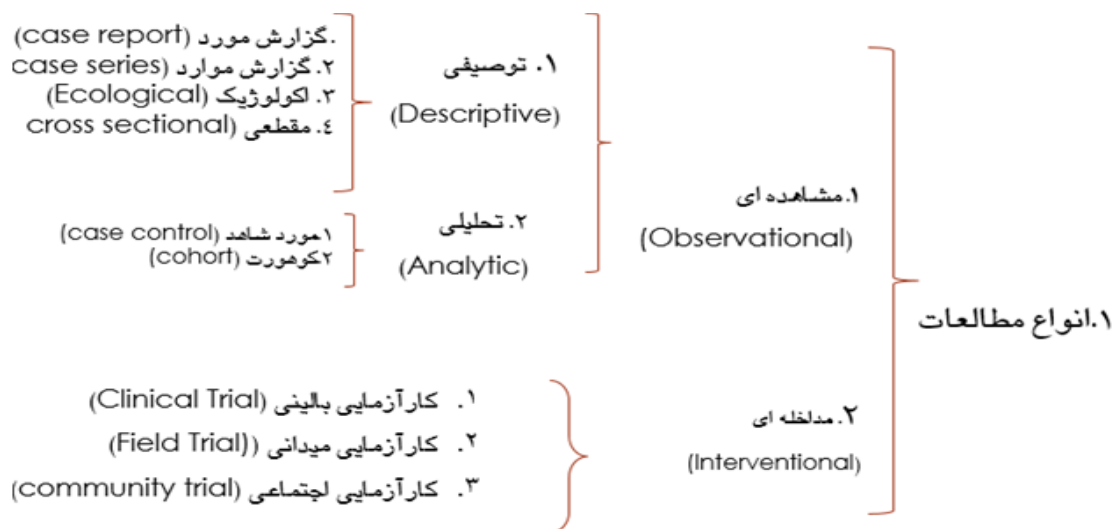 ۱.انواع مطالعات
۱.مشاهده ای
(Observational)
۱. توصیفی
(Descriptive)
.گزارش مورد (case report)
۲. گزارش موارد (case series
۳. اکولوژیک (Ecological)
٤. مقطعی (cross sectional
۲. تحلیلی
(Analytic)
۱مورد شاهد (case control)
۲کوهورت (cohort)
۲. مداخله ای
(Interventional)
۱. کارآزمایی بالینی (Clinical Trial)
۲. کارآزمایی میدانی ((Field Trial)
۳. کارآزمایی اجتماعی (community trial)